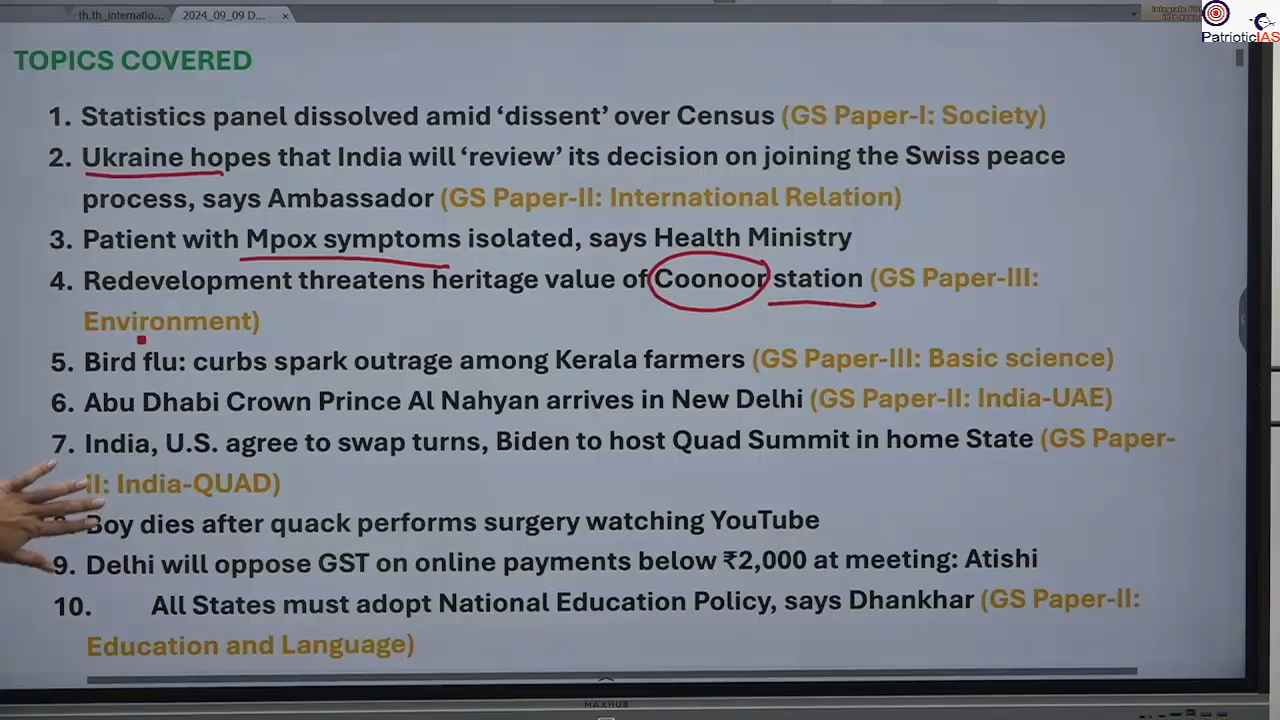 th.th_internatio...
2024_09_09 D...
PatrioticIAS
TOPICS COVERED
1. Statistics panel dissolved amid ‘dissent’ over Census (GS Paper-I: Society)
2. Ukraine hopes that India will ‘review’ its decision on joining the Swiss peace
process, says Ambassador (GS Paper-II: International Relation)
3. Patient with Mpox symptoms isolated, says Health Ministry
4. Redevelopment threatens heritage value of Coonoor station (GS Paper-III:
Environment)
5. Bird flu: curbs spark outrage among Kerala farmers (GS Paper-III: Basic science)
6. Abu Dhabi Crown Prince Al Nahyan arrives in New Delhi (GS Paper-II: India-UAE)
7. India, U.S. agree to swap turns, Biden to host Quad Summit in home State (GS Paper-
II: India-QUAD)
Boy dies after quack performs surgery watching YouTube
9. Delhi will oppose GST on online payments below ₹2,000 at meeting: Atishi
10. All States must adopt National Education Policy, says Dhankhar (GS Paper-II:
Education and Language)
MAXHUB